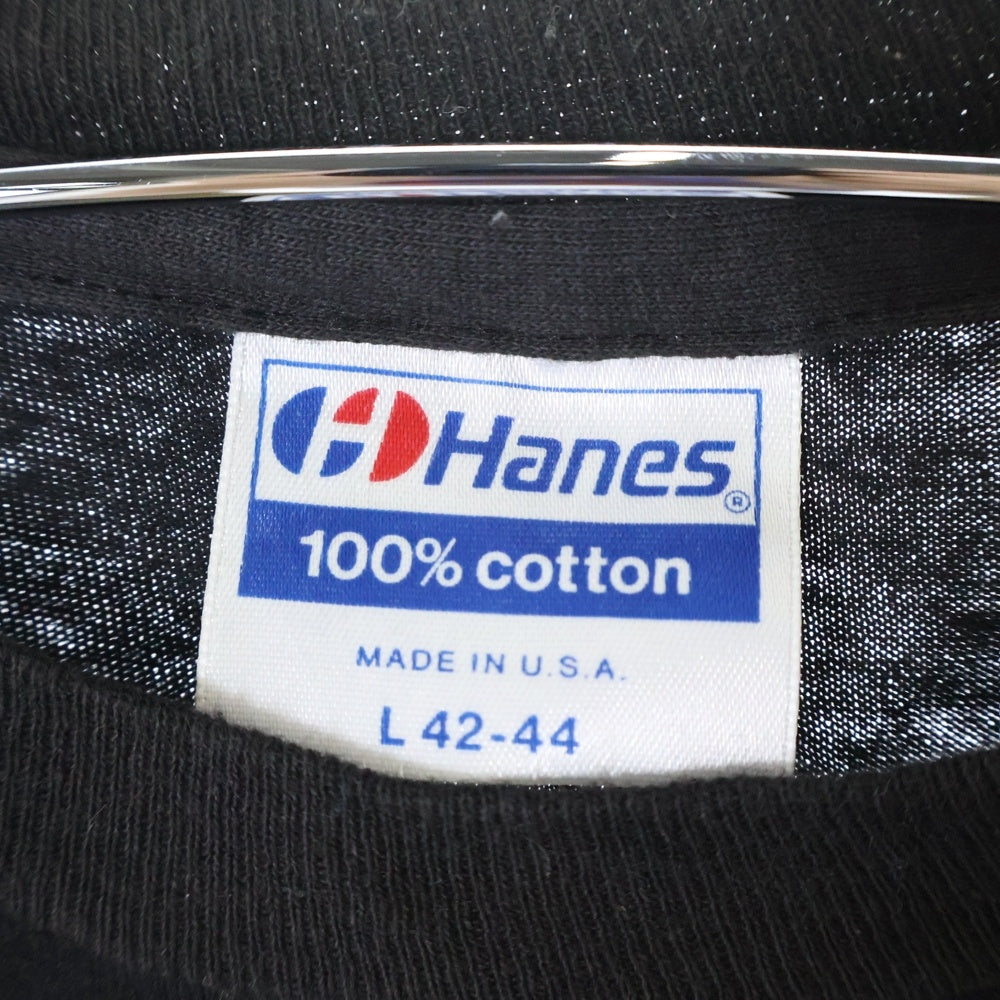 Hanes®
100% cotton
MADE IN U.S.A.
L 42-44